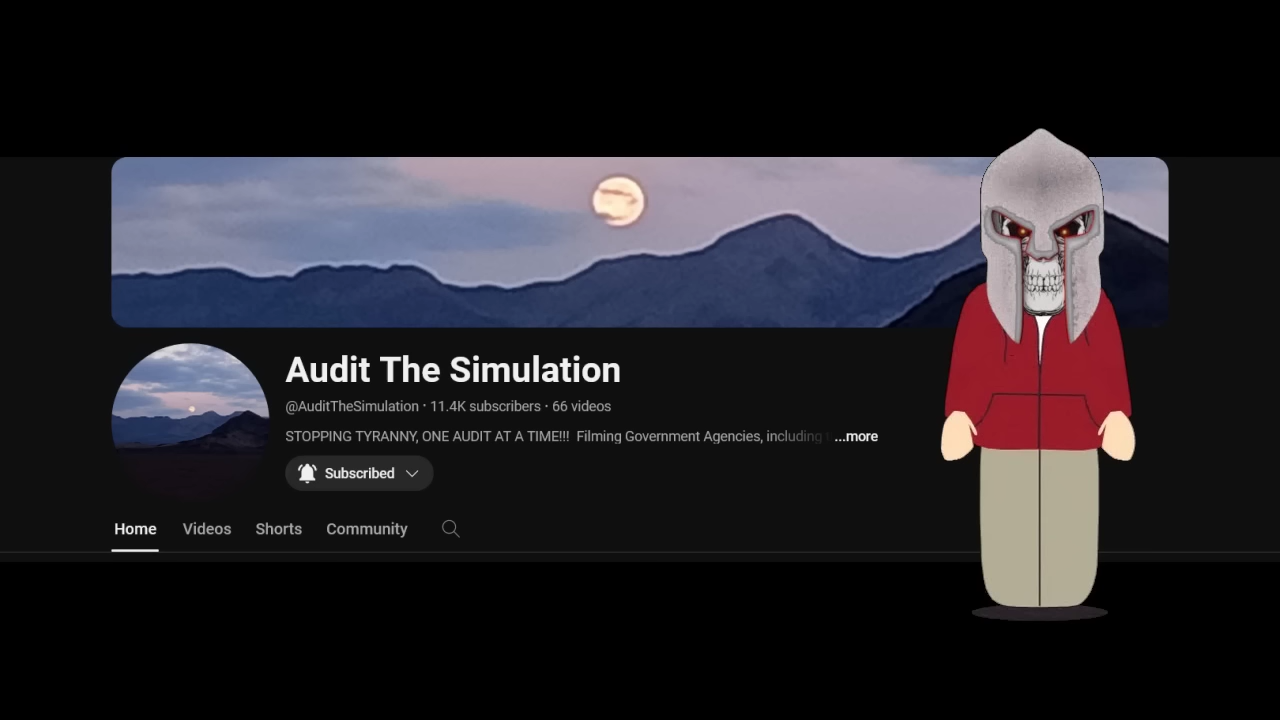 Audit The Simulation
@AuditTheSimulation · 11.4K subscribers · 66 videos
STOPPING TYRANNY, ONE AUDIT AT A TIME!!! Filming Government Agencies, including ...more
Subscribed
Home Videos Shorts Community